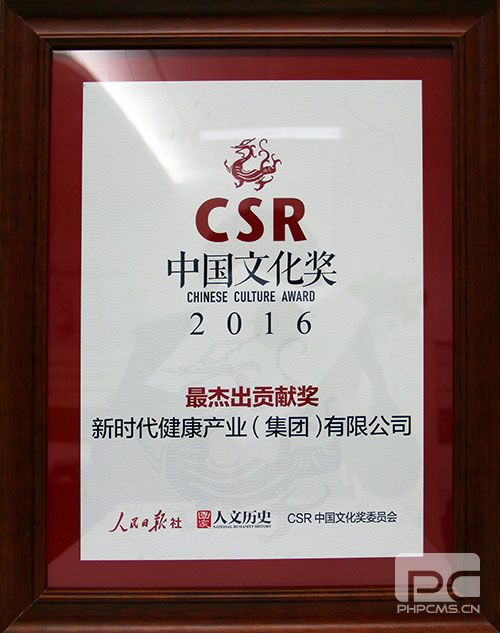 CSR
中国文化奖
CHINESE CULTURE AWARD
2016
最杰出贡献奖
新时代健康产业(集团)有限公司
人民日报社 国家人文历史 CSR 中国文化奖委员会
NATIONAL HUMANITY HISTORY
PC
PHPCMS.CN